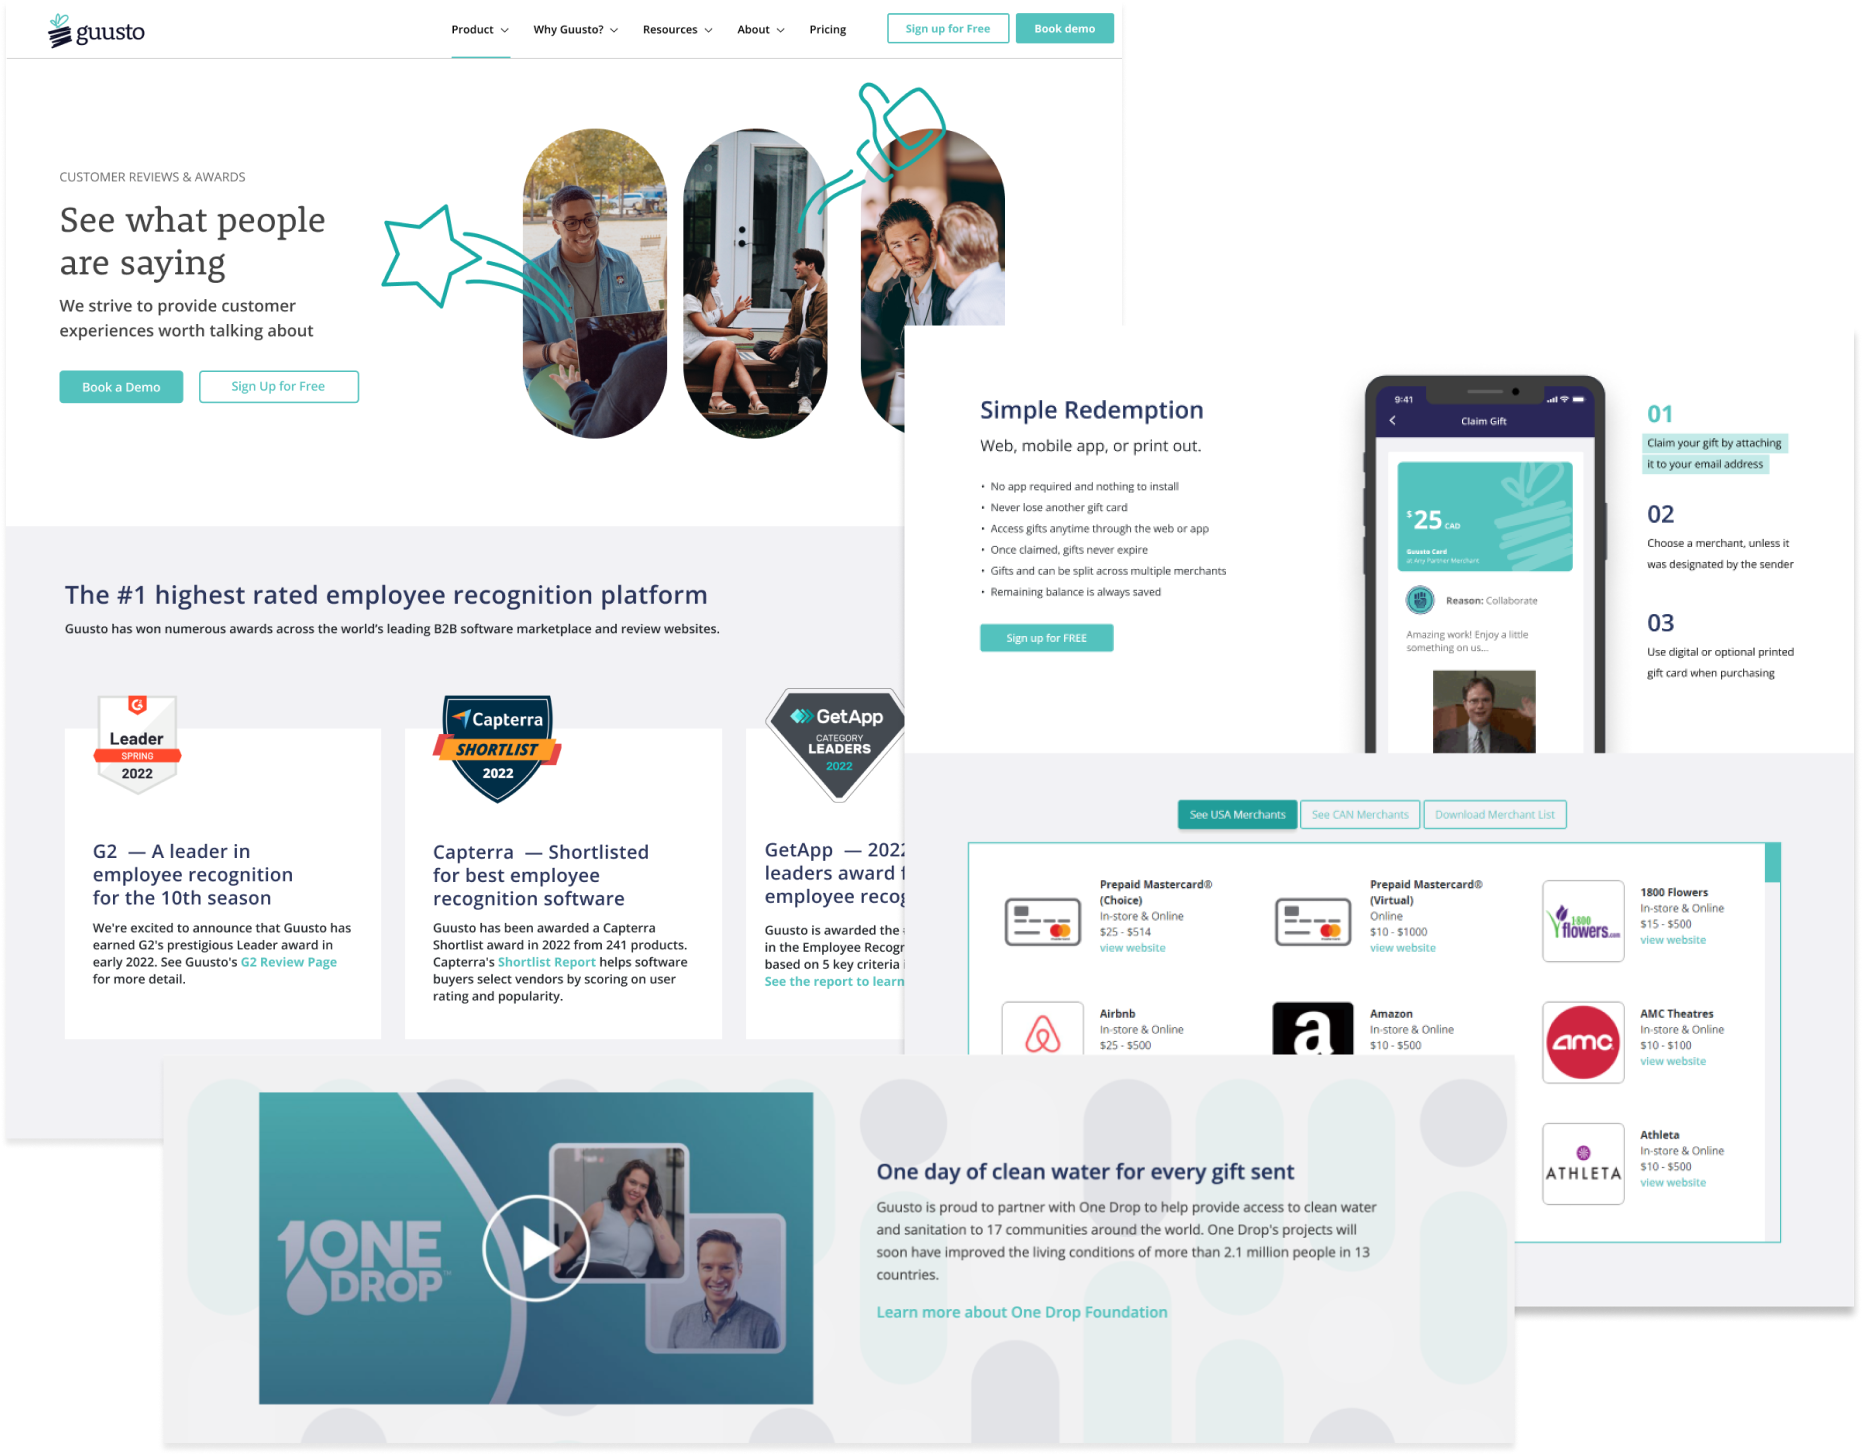 guusto
Product
Why Guusto?
Resources
About
Pricing
Sign up for Free
Book demo
CUSTOMER REVIEWS & AWARDS
See what people
are saying
We strive to provide customer
experiences worth talking about
Book a Demo
Sign Up for Free
The #1 highest rated employee recognition platform
Guusto has won numerous awards across the world's leading B2B software marketplace and review websites.
Leader
SPRING
2022
G2 — A leader in
employee recognition
for the 10th season
We're excited to announce that Guusto has
earned G2's prestigious Leader award in
early 2022. See Guusto's G2 Review Page
for more detail.
Capterra
SHORTLIST
2022
Capterra — Shortlisted
for best employee
recognition software
Guusto has been awarded a Capterra
Shortlist award in 2022 from 241 products.
Capterra's Shortlist Report helps software
buyers select vendors by scoring on user
rating and popularity.
GetApp
CATEGORY
LEADERS
2022
GetApp — 2022
leaders award
employee recog
Guusto is awarded the
in the Employee Recogr
based on 5 key criteria
See the report to learn
Simple Redemption
Web, mobile app, or print out.
• No app required and nothing to install
• Never lose another gift card
• Access gifts anytime through the web or app
• Once claimed, gifts never expire
• Gifts and can be split across multiple merchants
• Remaining balance is always saved
Sign up for FREE
9:41
Claim Gift
$25 CAD
Guusto Card
at Any Partner Merchant
Reason: Collaborate
Amazing work! Enjoy a little
something on us...
01
Claim your gift by attaching
it to your email address
02
Choose a merchant, unless it
was designated by the sender
03
Use digital or optional printed
gift card when purchasing
See USA Merchants
See CAN Merchants
Download Merchant List
Prepaid Mastercard®
(Choice)
In-store & Online
$25 - $514
view website
Prepaid Mastercard®
(Virtual)
Online
$10 - $1000
view website
1-800
flowers.com
1800 Flowers
In-store & Online
$15 - $500
view website
Airbnb
In-store & Online
$25 - $500
a
Amazon
In-store & Online
$10 - $500
amc
AMC Theatres
In-store & Online
$10 - $100
view website
ATHLETA
Athleta
In-store & Online
$10 - $500
view website
1ONE
DROP™
One day of clean water for every gift sent
Guusto is proud to partner with One Drop to help provide access to clean water
and sanitation to 17 communities around the world. One Drop's projects will
soon have improved the living conditions of more than 2.1 million people in 13
countries.
Learn more about One Drop Foundation